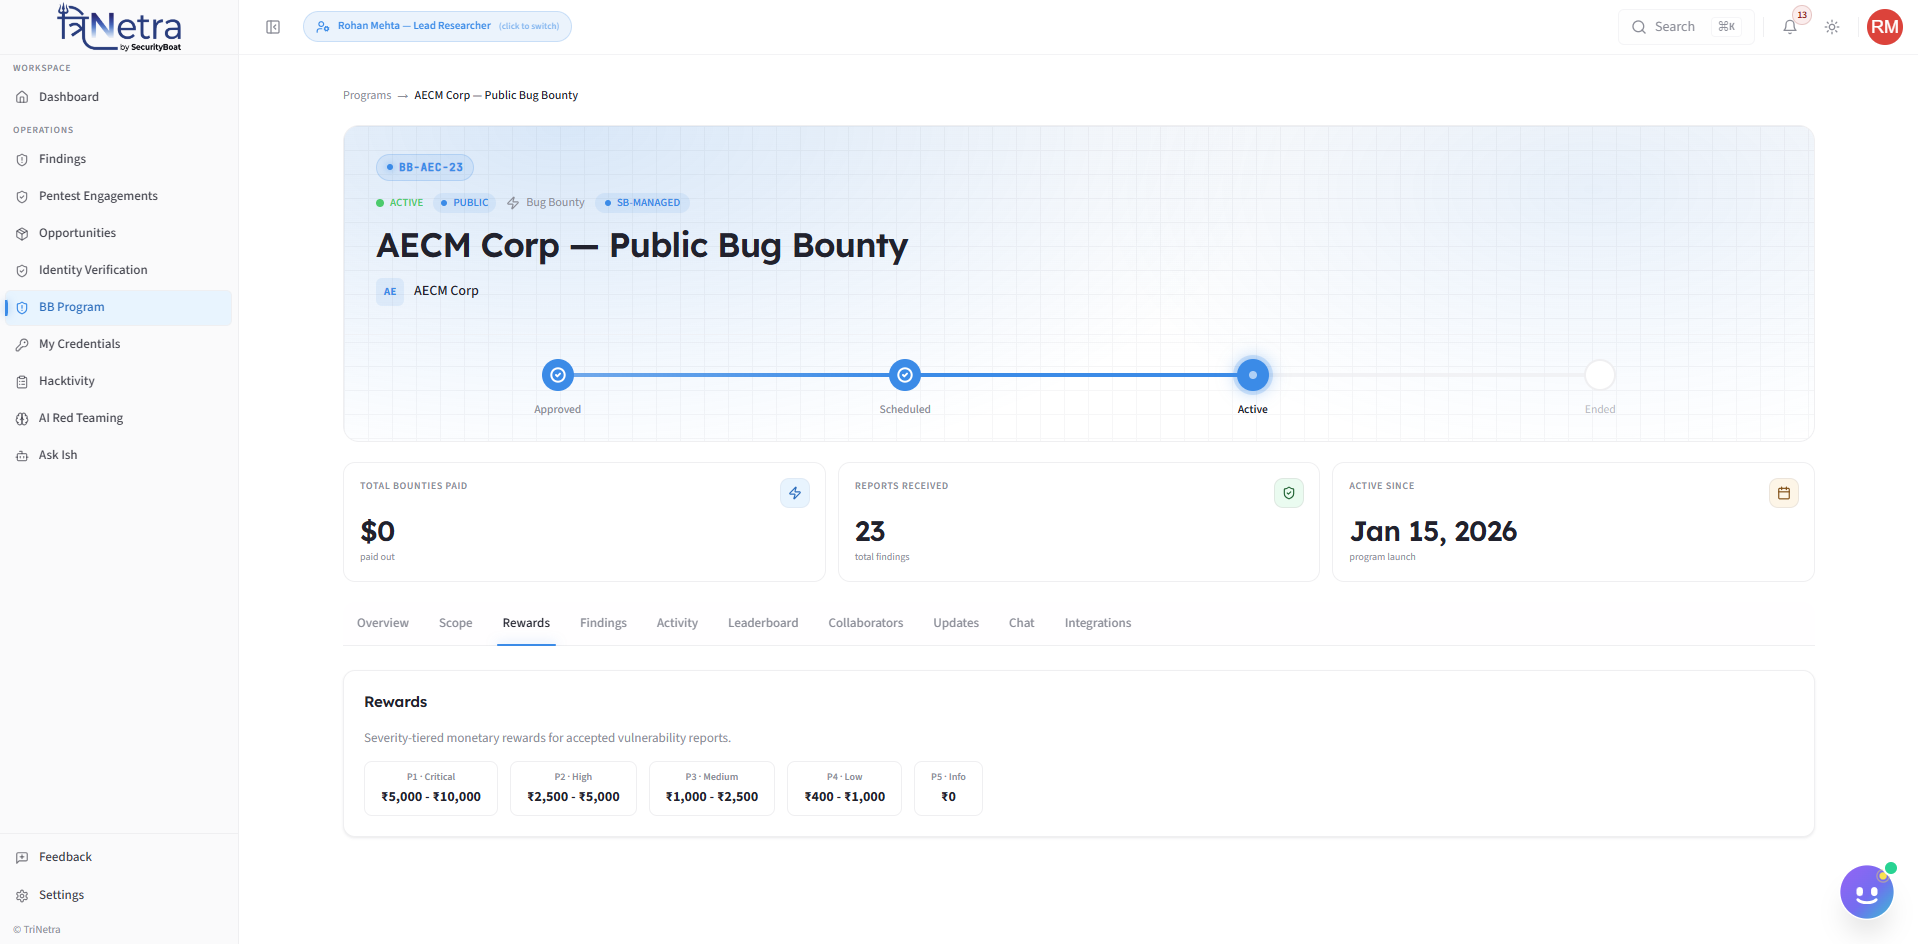 त्रिNetra
by SecurityBoat
Rohan Mehta — Lead Researcher (click to switch)
Search ⌘K
13
RM
WORKSPACE
Dashboard
OPERATIONS
Findings
Pentest Engagements
Opportunities
Identity Verification
BB Program
My Credentials
Hacktivity
AI Red Teaming
Ask Ish
Feedback
Settings
© TriNetra
Programs → AECM Corp — Public Bug Bounty
BB-AEC-23
ACTIVE PUBLIC Bug Bounty SB-MANAGED
AECM Corp — Public Bug Bounty
AE AECM Corp
Approved Scheduled Active Ended
TOTAL BOUNTIES PAID
$0
paid out
REPORTS RECEIVED
23
total findings
ACTIVE SINCE
Jan 15, 2026
program launch
Overview Scope Rewards Findings Activity Leaderboard Collaborators Updates Chat Integrations
Rewards
Severity-tiered monetary rewards for accepted vulnerability reports.
P1 · Critical
₹5,000 - ₹10,000
P2 · High
₹2,500 - ₹5,000
P3 · Medium
₹1,000 - ₹2,500
P4 · Low
₹400 - ₹1,000
P5 · Info
₹0